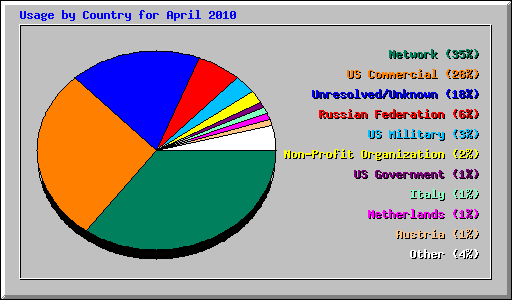 Usage by Country for April 2010
Network (35%)
US Commercial (28%)
Unresolved/Unknown (18%)
Russian Federation (6%)
US Military (3%)
Non-Profit Organization (2%)
US Government (1%)
Italy (1%)
Netherlands (1%)
Austria (1%)
Other (4%)